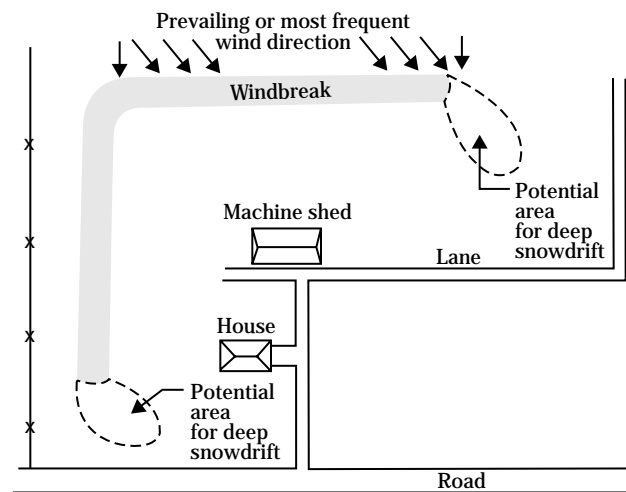 Prevailing or most frequent
wind direction
Windbreak
Potential
area
for deep
snowdrift
Machine shed
Lane
House
Potential
area
for deep
snowdrift
Road
x
x
x
x